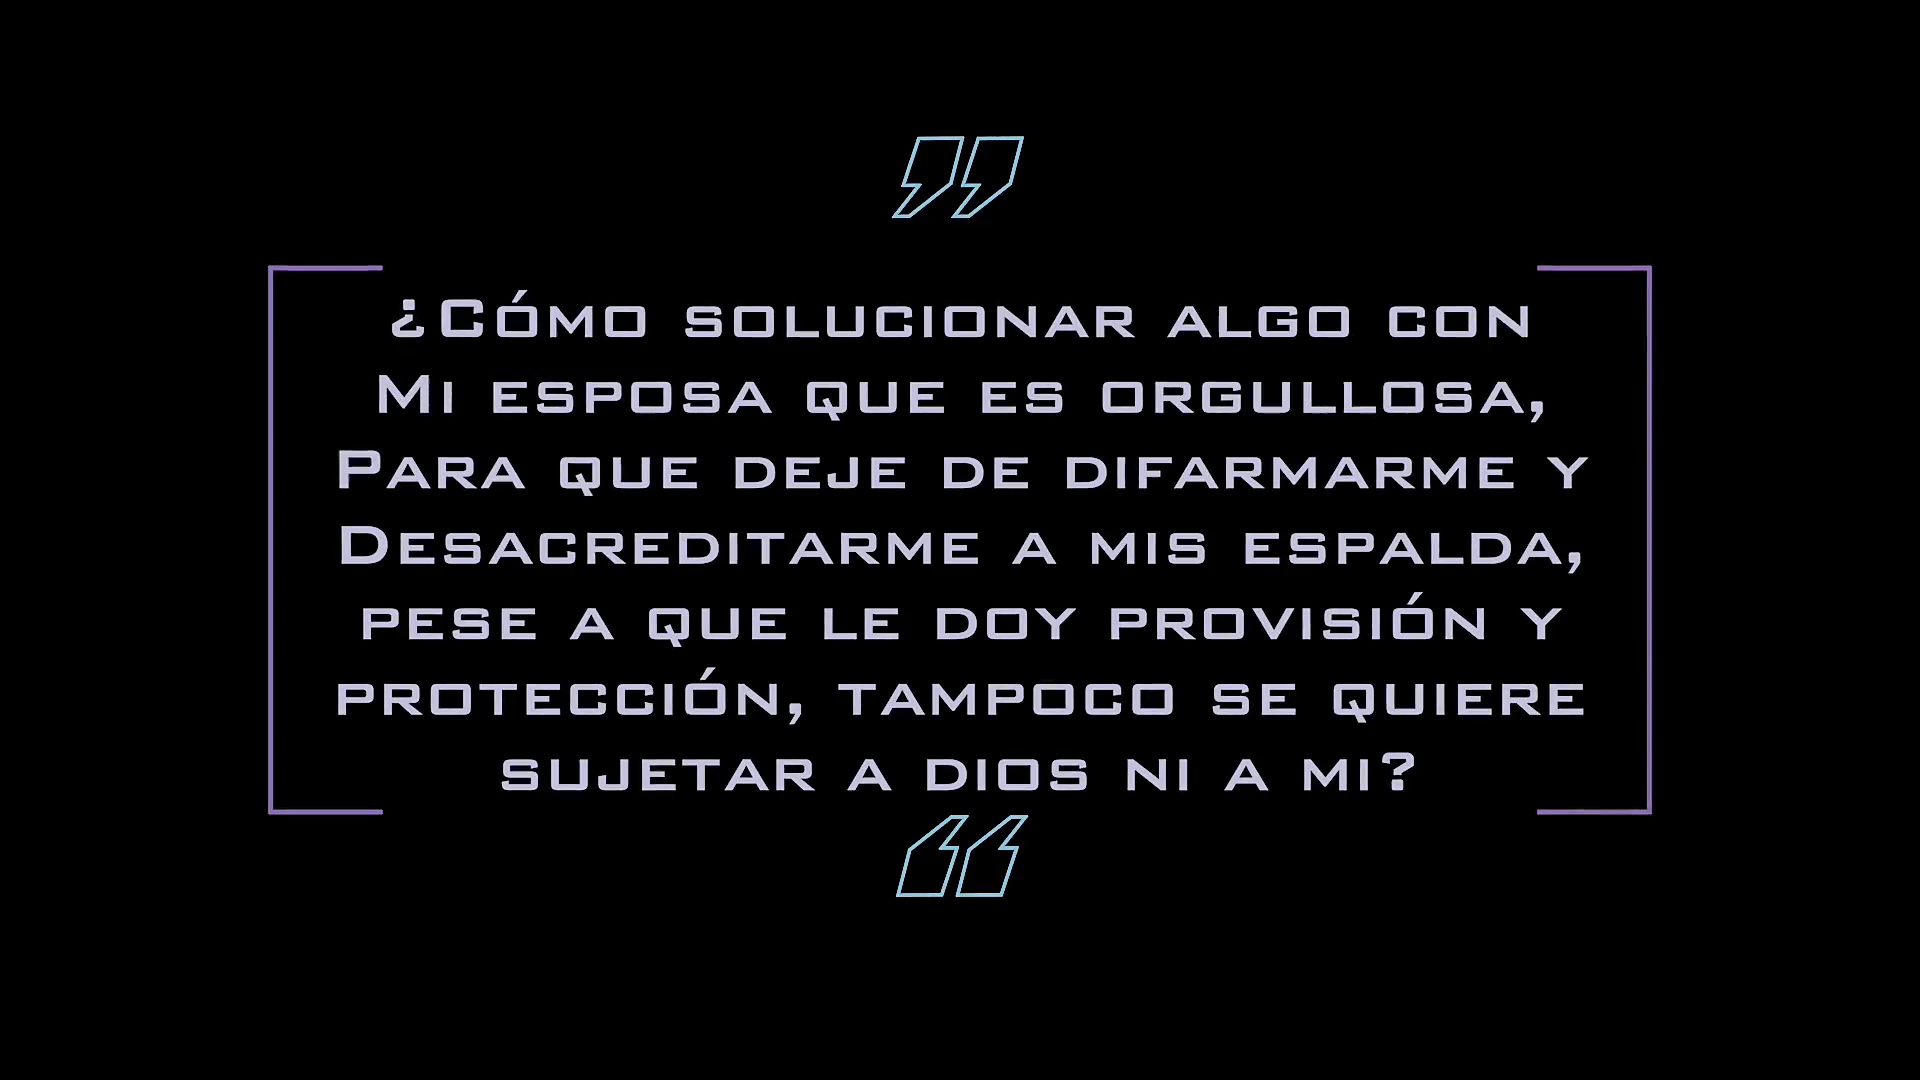 ¿Cómo solucionar algo con
Mi esposa que es orgullosa,
Para que deje de difarmarme y
Desacreditarme a mis espalda,
pese a que le doy provisión y
protección, tampoco se quiere
sujetar a dios ni a mi?